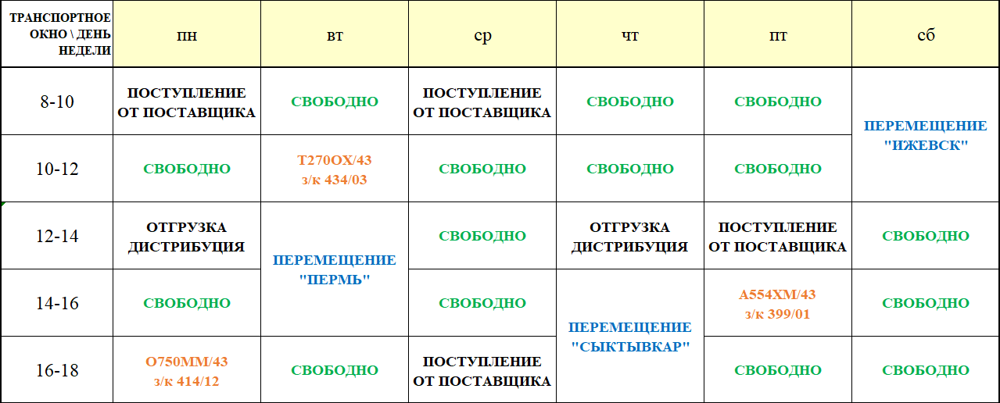 ТРАНСПОРТНОЕ
ОКНО \ ДЕНЬ
НЕДЕЛИ
пн
вт
ср
чт
пт
сб
8-10
ПОСТУПЛЕНИЕ
ОТ ПОСТАВЩИКА
СВОБОДНО
ПОСТУПЛЕНИЕ
ОТ ПОСТАВЩИКА
СВОБОДНО
СВОБОДНО
ПЕРЕМЕЩЕНИЕ
"ИЖЕВСК"
10-12
СВОБОДНО
Т270ОХ/43
з/к 434/03
СВОБОДНО
СВОБОДНО
СВОБОДНО
12-14
ОТГРУЗКА
ДИСТРИБУЦИЯ
ПЕРЕМЕЩЕНИЕ
"ПЕРМЬ"
СВОБОДНО
ОТГРУЗКА
ДИСТРИБУЦИЯ
ПОСТУПЛЕНИЕ
ОТ ПОСТАВЩИКА
СВОБОДНО
14-16
СВОБОДНО
СВОБОДНО
ПЕРЕМЕЩЕНИЕ
"СЫКТЫВКАР"
А554ХМ/43
з/к 399/01
СВОБОДНО
16-18
О750ММ/43
з/к 414/12
СВОБОДНО
ПОСТУПЛЕНИЕ
ОТ ПОСТАВЩИКА
СВОБОДНО
СВОБОДНО